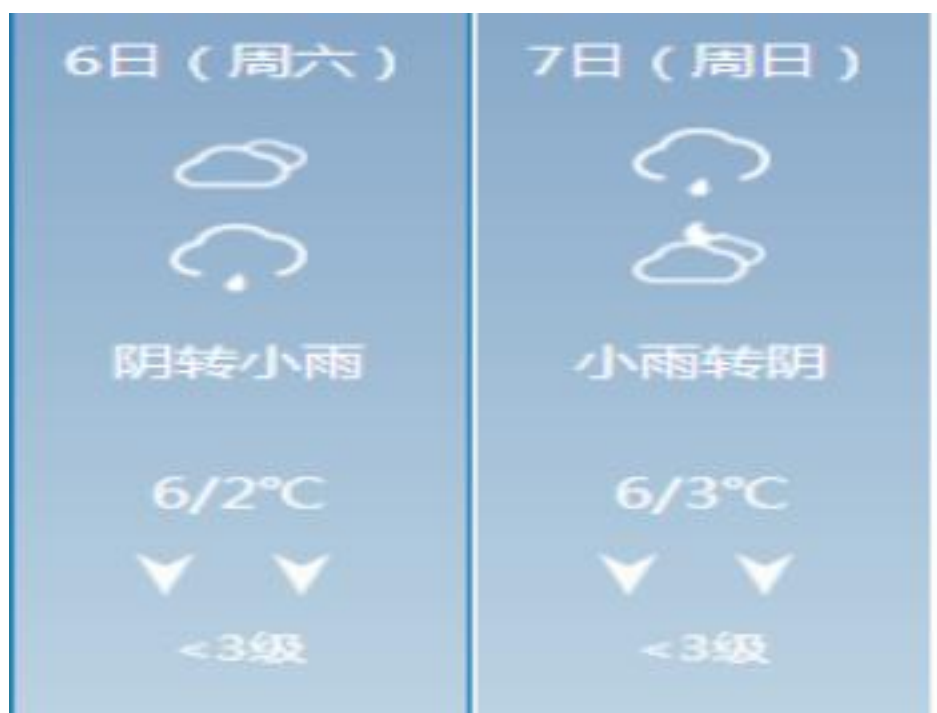 6日（周六）
阴转小雨
6/2℃
<3级
7日（周日）
小雨转阴
6/3℃
<3级